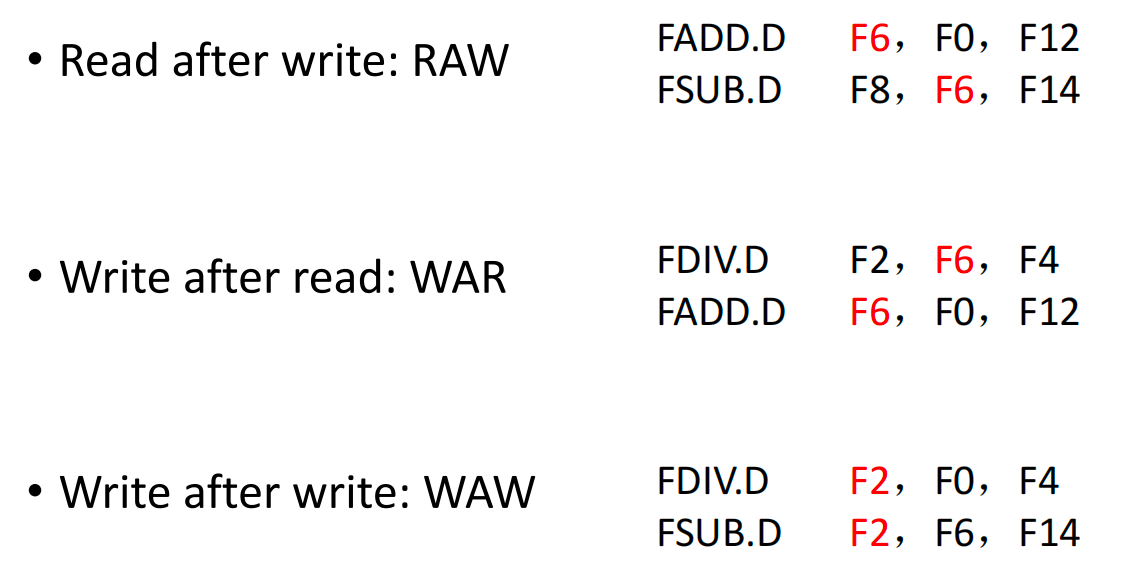 • Read after write: RAW
FADD.D F6， F0， F12
FSUB.D F8， F6， F14
• Write after read: WAR
FDIV.D F2， F6， F4
FADD.D F6， F0， F12
• Write after write: WAW
FDIV.D F2， F0， F4
FSUB.D F2， F6， F14